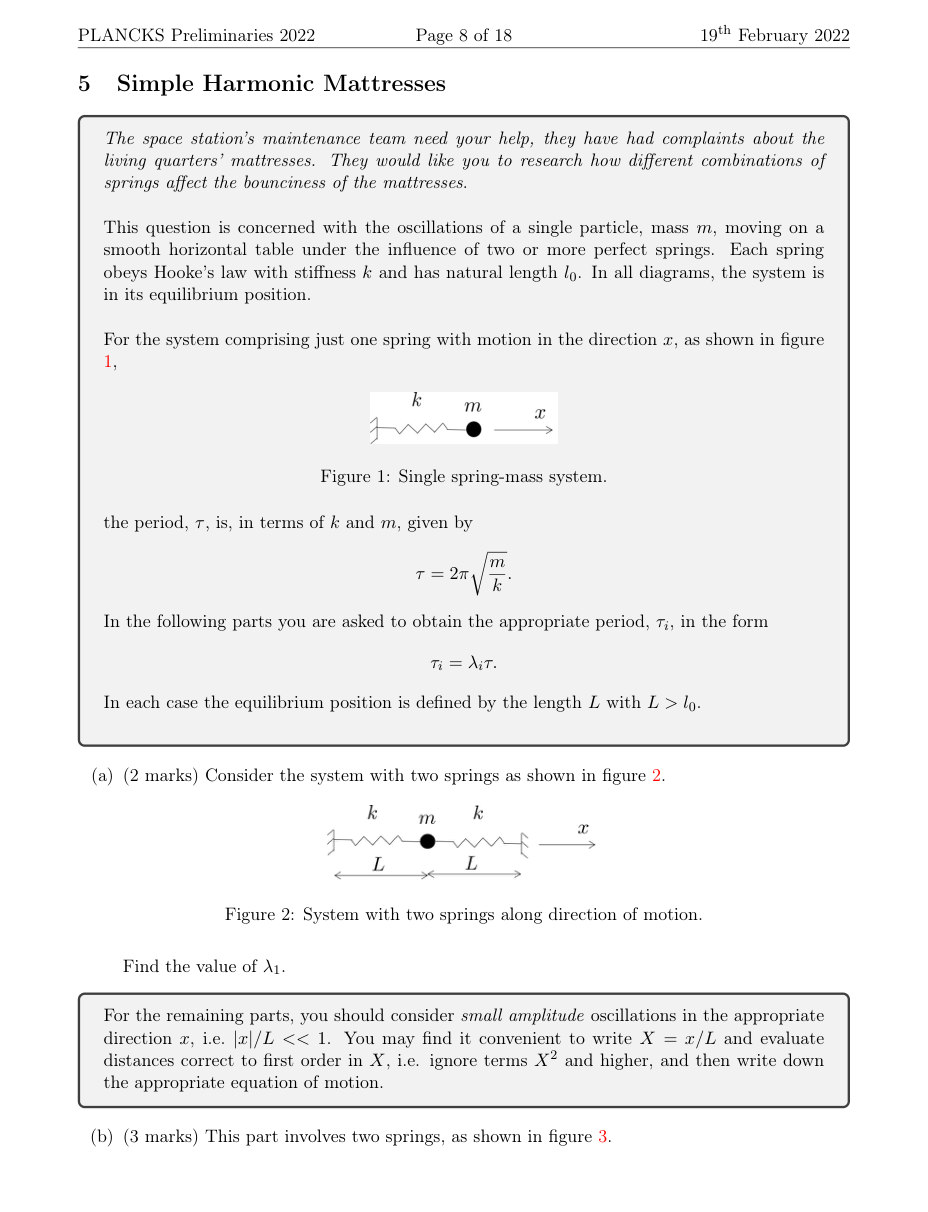 PLANCKS Preliminaries 2022 Page 8 of 18 19th February 2022
5 Simple Harmonic Mattresses
The space station's maintenance team need your help, they have had complaints about the
living quarters' mattresses. They would like you to research how different combinations of
springs affect the bounciness of the mattresses.
This question is concerned with the oscillations of a single particle, mass m, moving on a
smooth horizontal table under the influence of two or more perfect springs. Each spring
obeys Hooke's law with stiffness k and has natural length l₀. In all diagrams, the system is
in its equilibrium position.
For the system comprising just one spring with motion in the direction x, as shown in figure
1,
k m x
Figure 1: Single spring-mass system.
the period, τ, is, in terms of k and m, given by
τ = 2π√(m/k).
In the following parts you are asked to obtain the appropriate period, τᵢ, in the form
τᵢ = λᵢτ.
In each case the equilibrium position is defined by the length L with L > l₀.
(a) (2 marks) Consider the system with two springs as shown in figure 2.
k m k x
L L
Figure 2: System with two springs along direction of motion.
Find the value of λ₁.
For the remaining parts, you should consider small amplitude oscillations in the appropriate
direction x, i.e. |x|/L << 1. You may find it convenient to write X = x/L and evaluate
distances correct to first order in X, i.e. ignore terms X² and higher, and then write down
the appropriate equation of motion.
(b) (3 marks) This part involves two springs, as shown in figure 3.